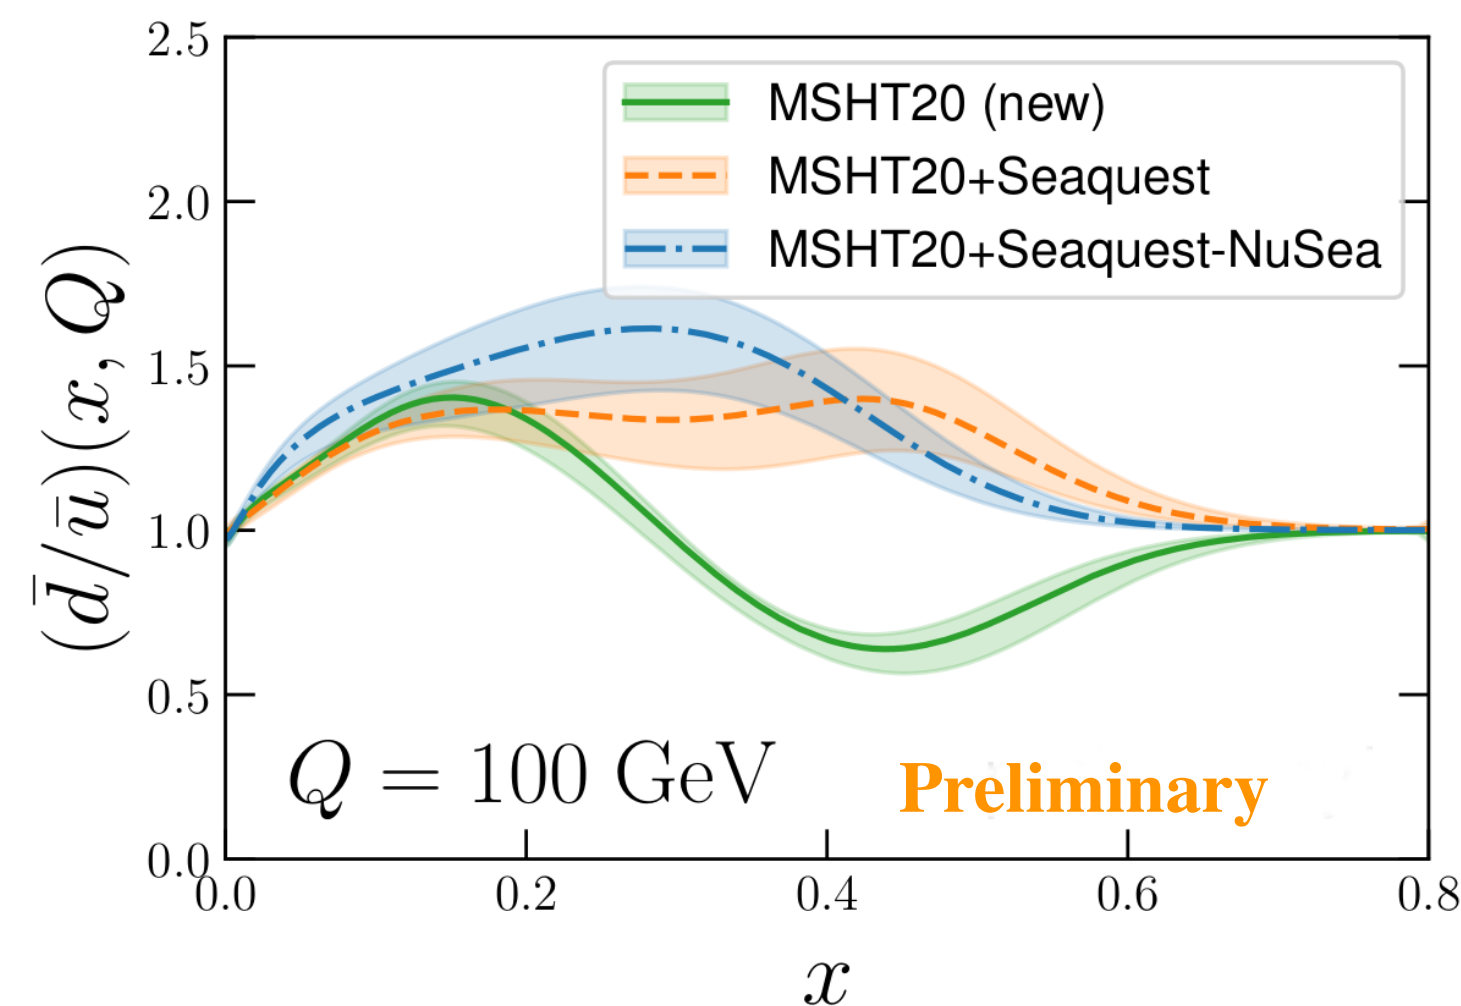 2.5
2.0
1.5
1.0
0.5
0.0
(d̄/ū)(x, Q)
MSHT20 (new)
MSHT20+Seaquest
MSHT20+Seaquest-NuSea
Q = 100 GeV
Preliminary
0.0 0.2 0.4 0.6 0.8
x